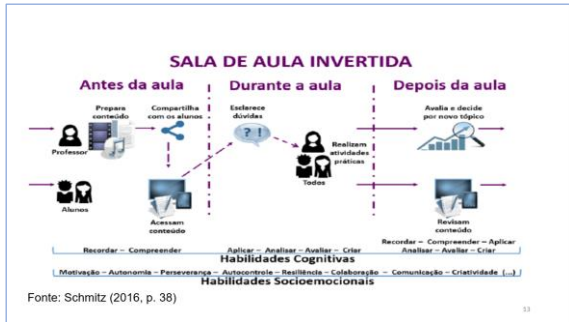 SALA DE AULA INVERTIDA
Antes da aula
Durante a aula
Depois da aula
Prepara
conteúdo
Compartilha
com os alunos
Esclarece
dúvidas
Avalia e decide
por novo tópico
? !
Professor
Realizam
atividades
práticas
Todos
Alunos
Acessam
conteúdo
Revisam
conteúdo
Recordar – Compreender
Aplicar – Analisar – Avaliar – Criar
Recordar – Compreender – Aplicar
Analisar – Avaliar – Criar
Habilidades Cognitivas
Motivação – Autonomia – Perseverança – Autocontrole – Resiliência – Colaboração – Comunicação – Criatividade (...)
Habilidades Socioemocionais
Fonte: Schmitz (2016, p. 38)
53